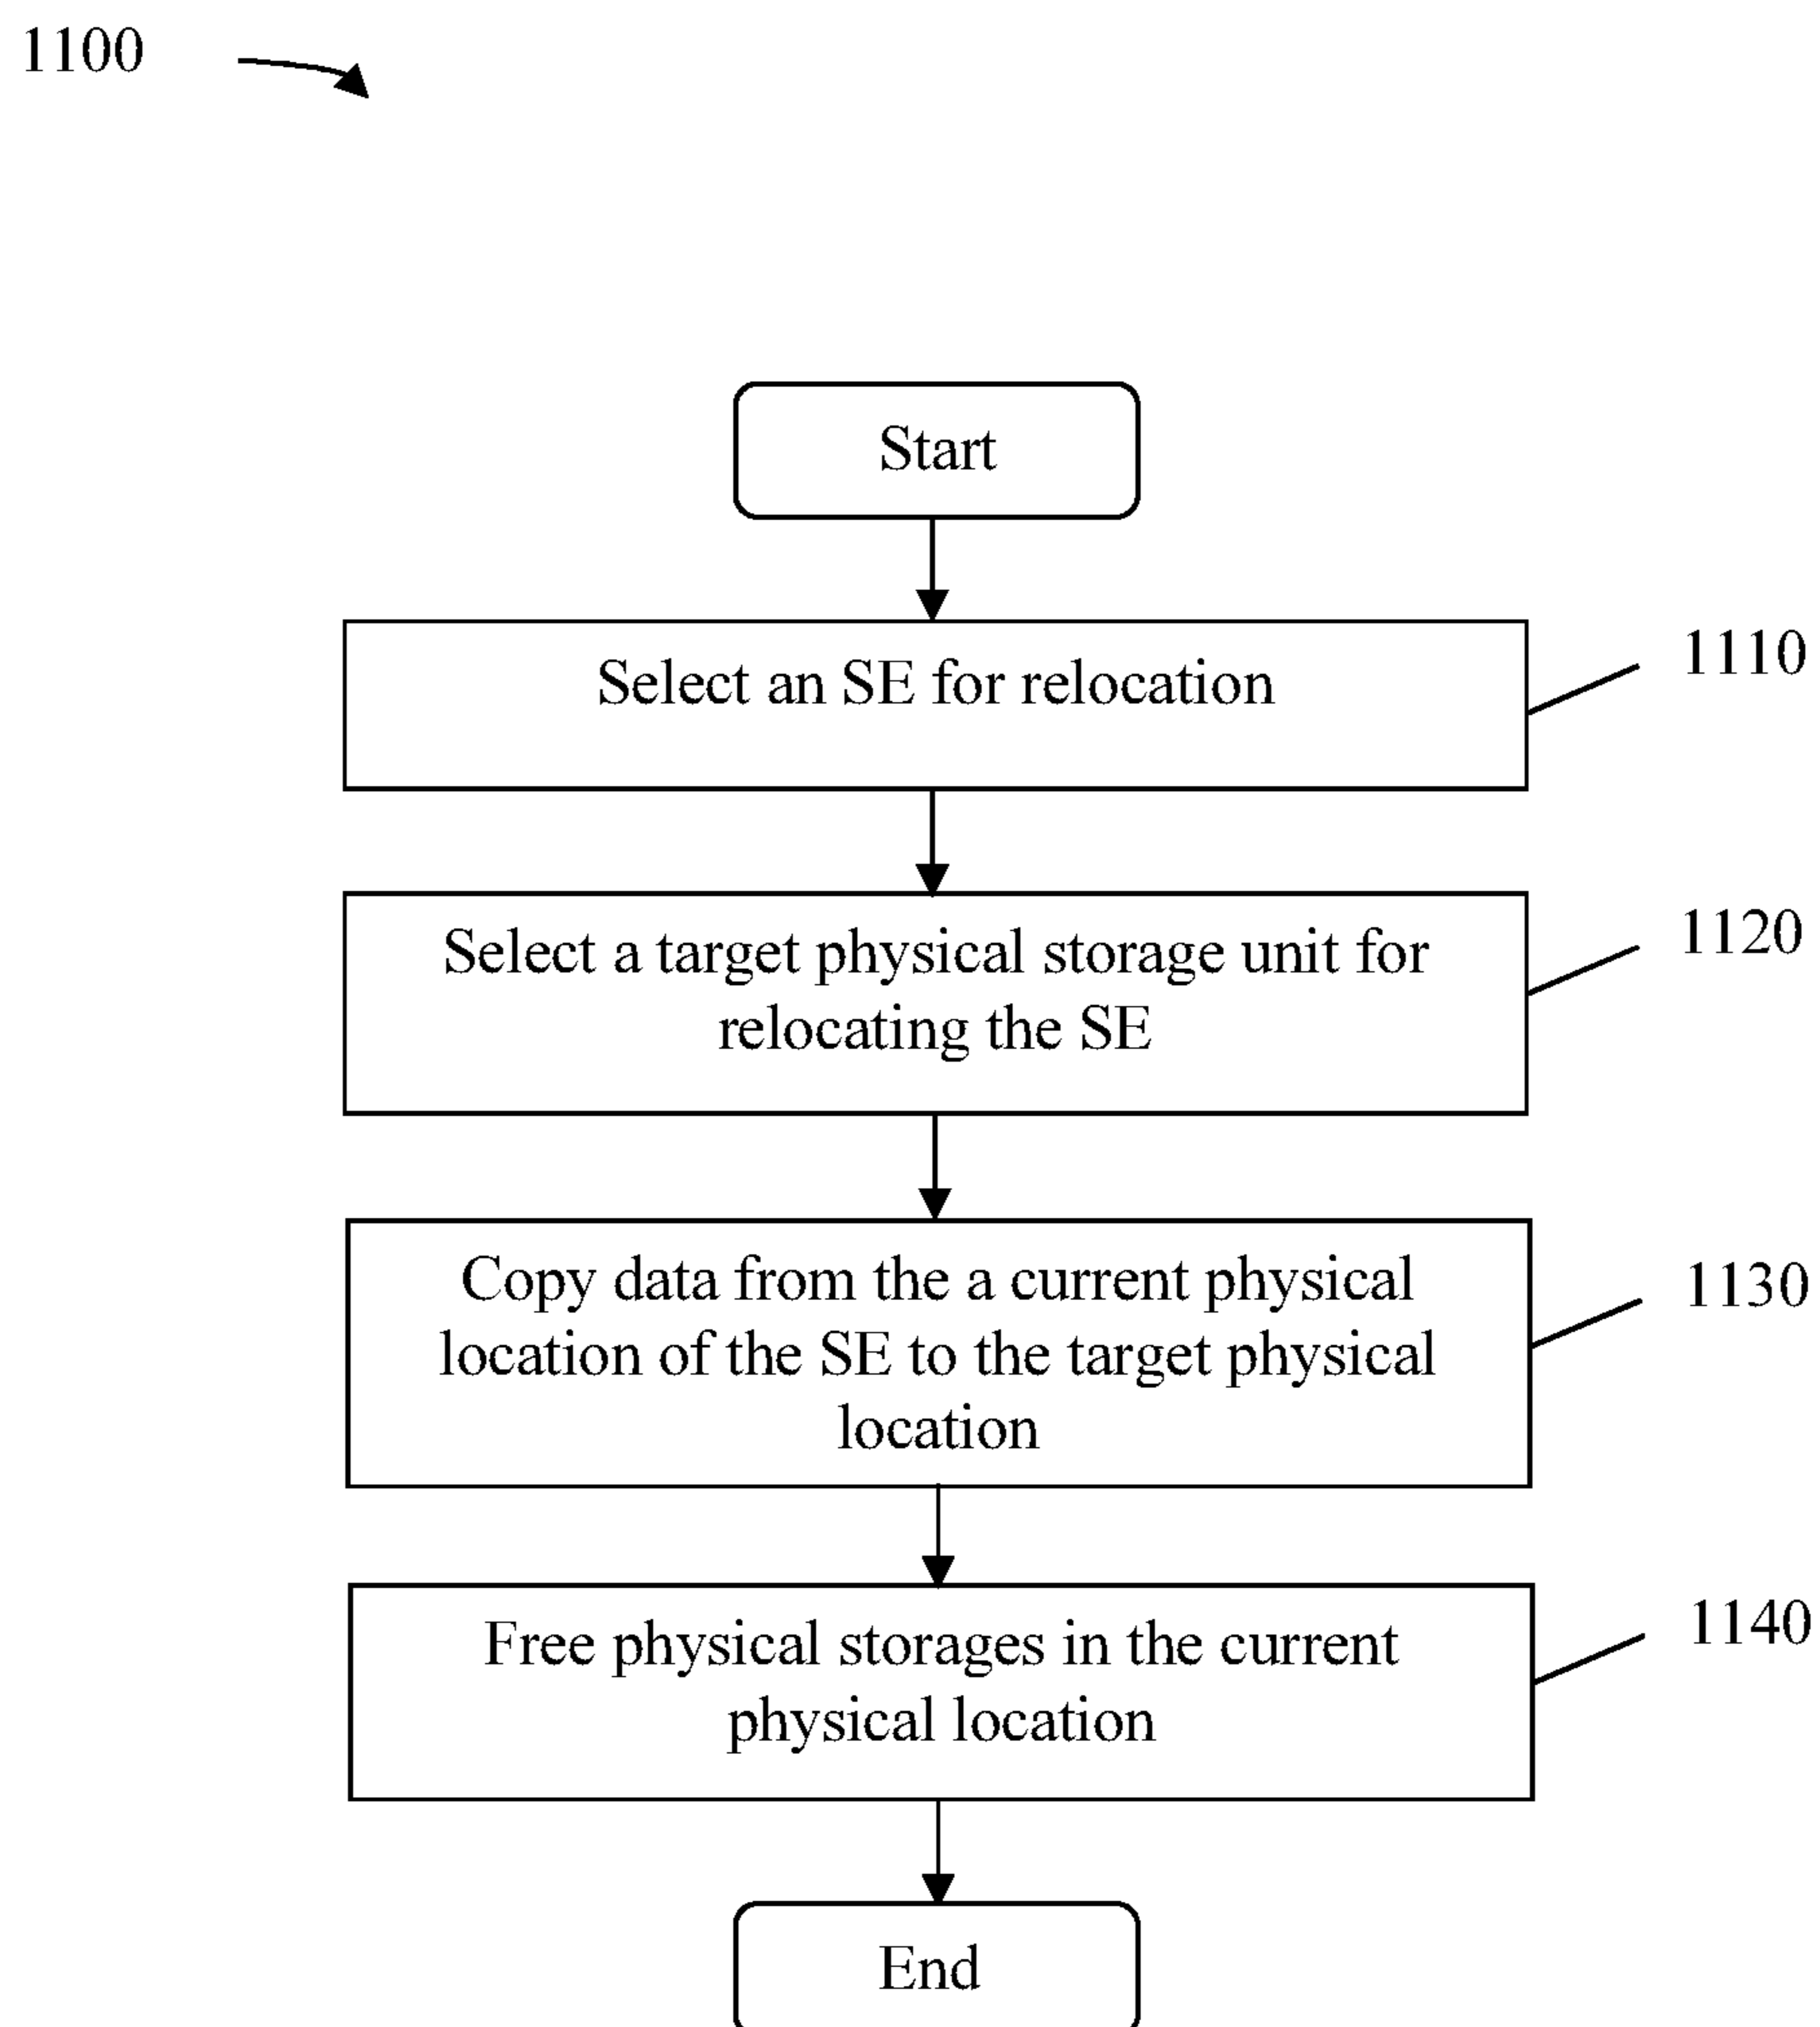 1100
Start
Select an SE for relocation
1110
Select a target physical storage unit for
relocating the SE
1120
Copy data from the a current physical
location of the SE to the target physical
location
1130
Free physical storages in the current
physical location
1140
End